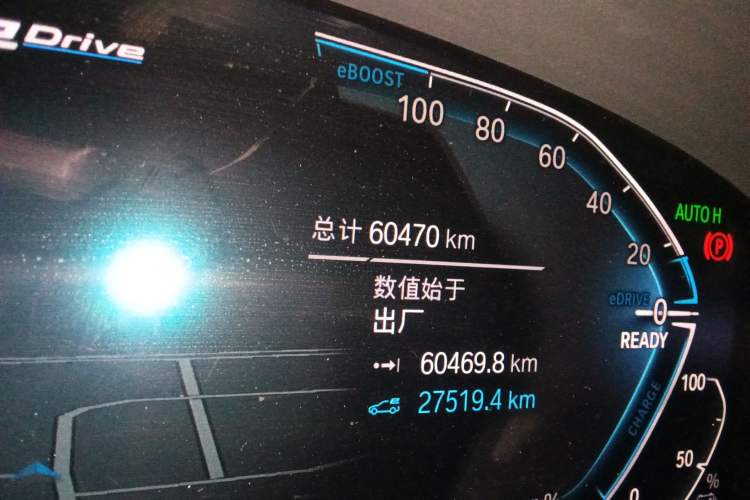 eDrive
eBOOST
100
80
60
40
20
AUTO H
P
总计 60470 km
数值始于
出厂
eDRIVE
0
READY
60469.8 km
27519.4 km
CHARGE
100
50
%
%
0